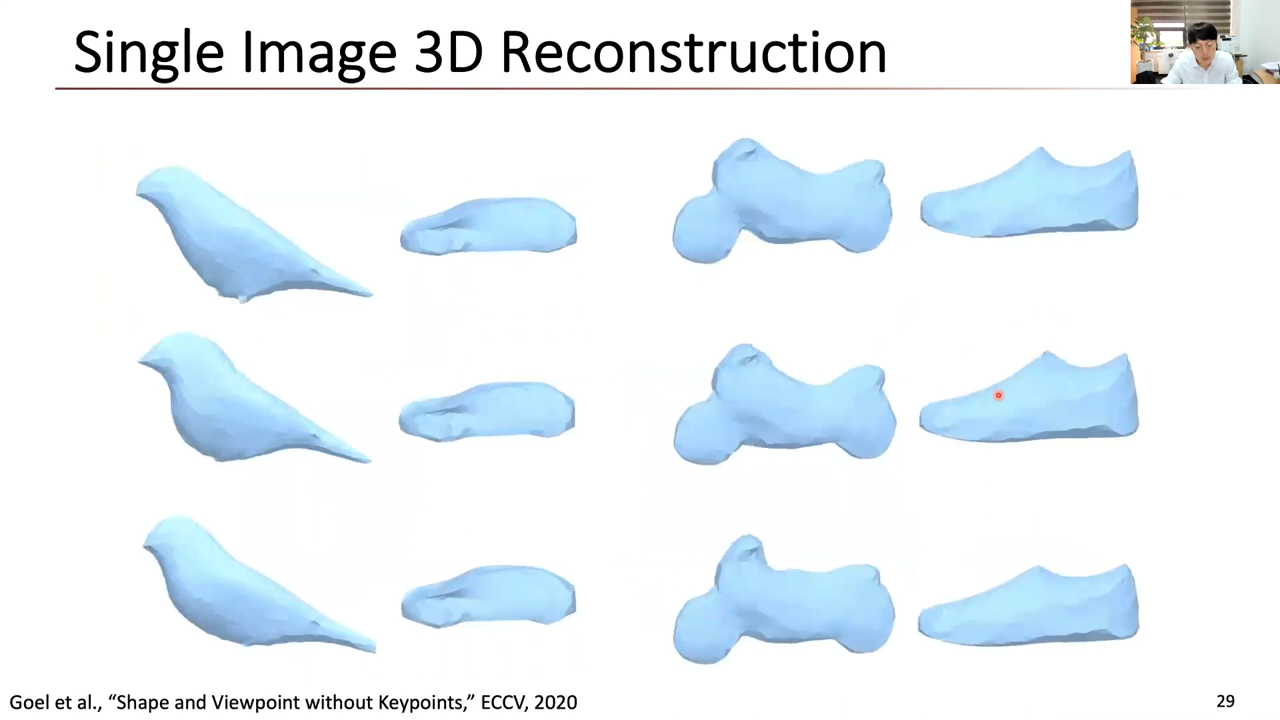 Single Image 3D Reconstruction
Goel et al., “Shape and Viewpoint without Keypoints,” ECCV, 2020
29